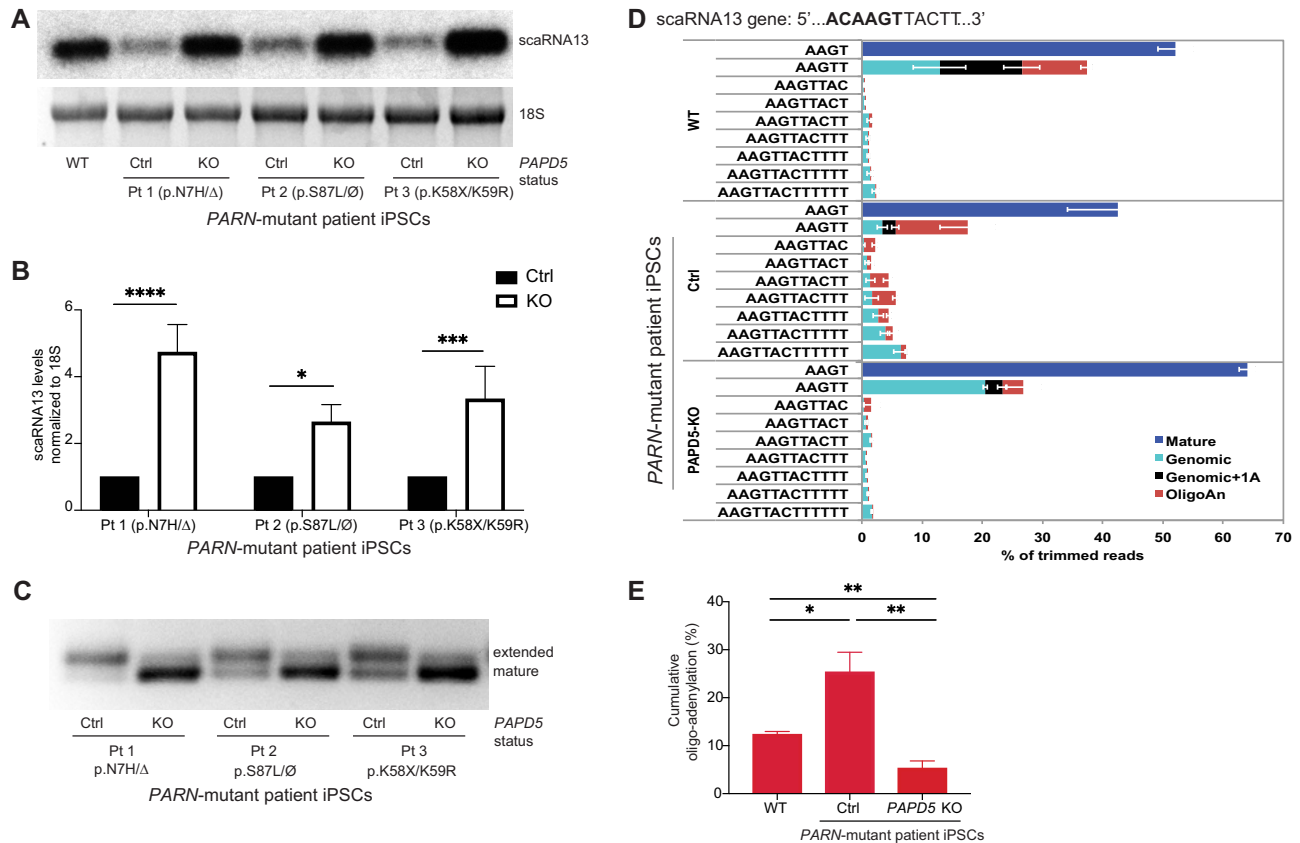 A
scaRNA13
18S
WT Ctrl KO Ctrl KO Ctrl KO PAPD5 status
Pt 1 (p.N7H/Δ) Pt 2 (p.S87L/Ø) Pt 3 (p.K58X/K59R)
PARN-mutant patient iPSCs
B
Ctrl
KO
scaRNA13 levels
normalized to 18S
6
4
2
0
****
*
***
Pt 1 (p.N7H/Δ) Pt 2 (p.S87L/Ø) Pt 3 (p.K58X/K59R)
PARN-mutant patient iPSCs
C
extended
mature
Ctrl KO Ctrl KO Ctrl KO PAPD5 status
Pt 1 Pt 2 Pt 3
p.N7H/Δ p.S87L/Ø p.K58X/K59R
PARN-mutant patient iPSCs
D scaRNA13 gene: 5’...ACAAGTTACTT...3’
WT
AAGT
AAGTT
AAGTTAC
AAGTTACT
AAGTTACTT
AAGTTACTTT
AAGTTACTTTT
AAGTTACTTTTT
AAGTTACTTTTTT
PARN-mutant patient iPSCs
Ctrl
AAGT
AAGTT
AAGTTAC
AAGTTACT
AAGTTACTT
AAGTTACTTT
AAGTTACTTTT
AAGTTACTTTTT
AAGTTACTTTTTT
PAPD5-KO
AAGT
AAGTT
AAGTTAC
AAGTTACT
AAGTTACTT
AAGTTACTTT
AAGTTACTTTT
AAGTTACTTTTT
AAGTTACTTTTTT
Mature
Genomic
Genomic+1A
OligoAn
0 10 20 30 40 50 60 70
% of trimmed reads
E
Cumulative
oligo-adenylation (%)
40
30
20
10
0
**
* **
WT Ctrl PAPD5 KO
PARN-mutant patient iPSCs